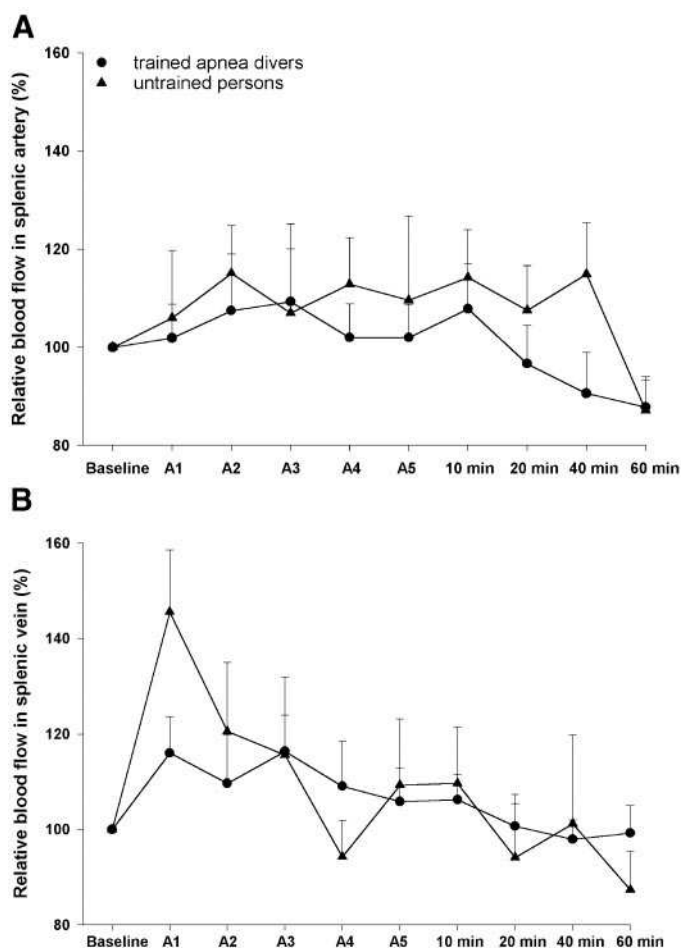 A
Relative blood flow in splenic artery (%)
160
140
120
100
80
trained apnea divers
untrained persons
Baseline A1 A2 A3 A4 A5 10 min 20 min 40 min 60 min
B
Relative blood flow in splenic vein (%)
160
140
120
100
80
Baseline A1 A2 A3 A4 A5 10 min 20 min 40 min 60 min